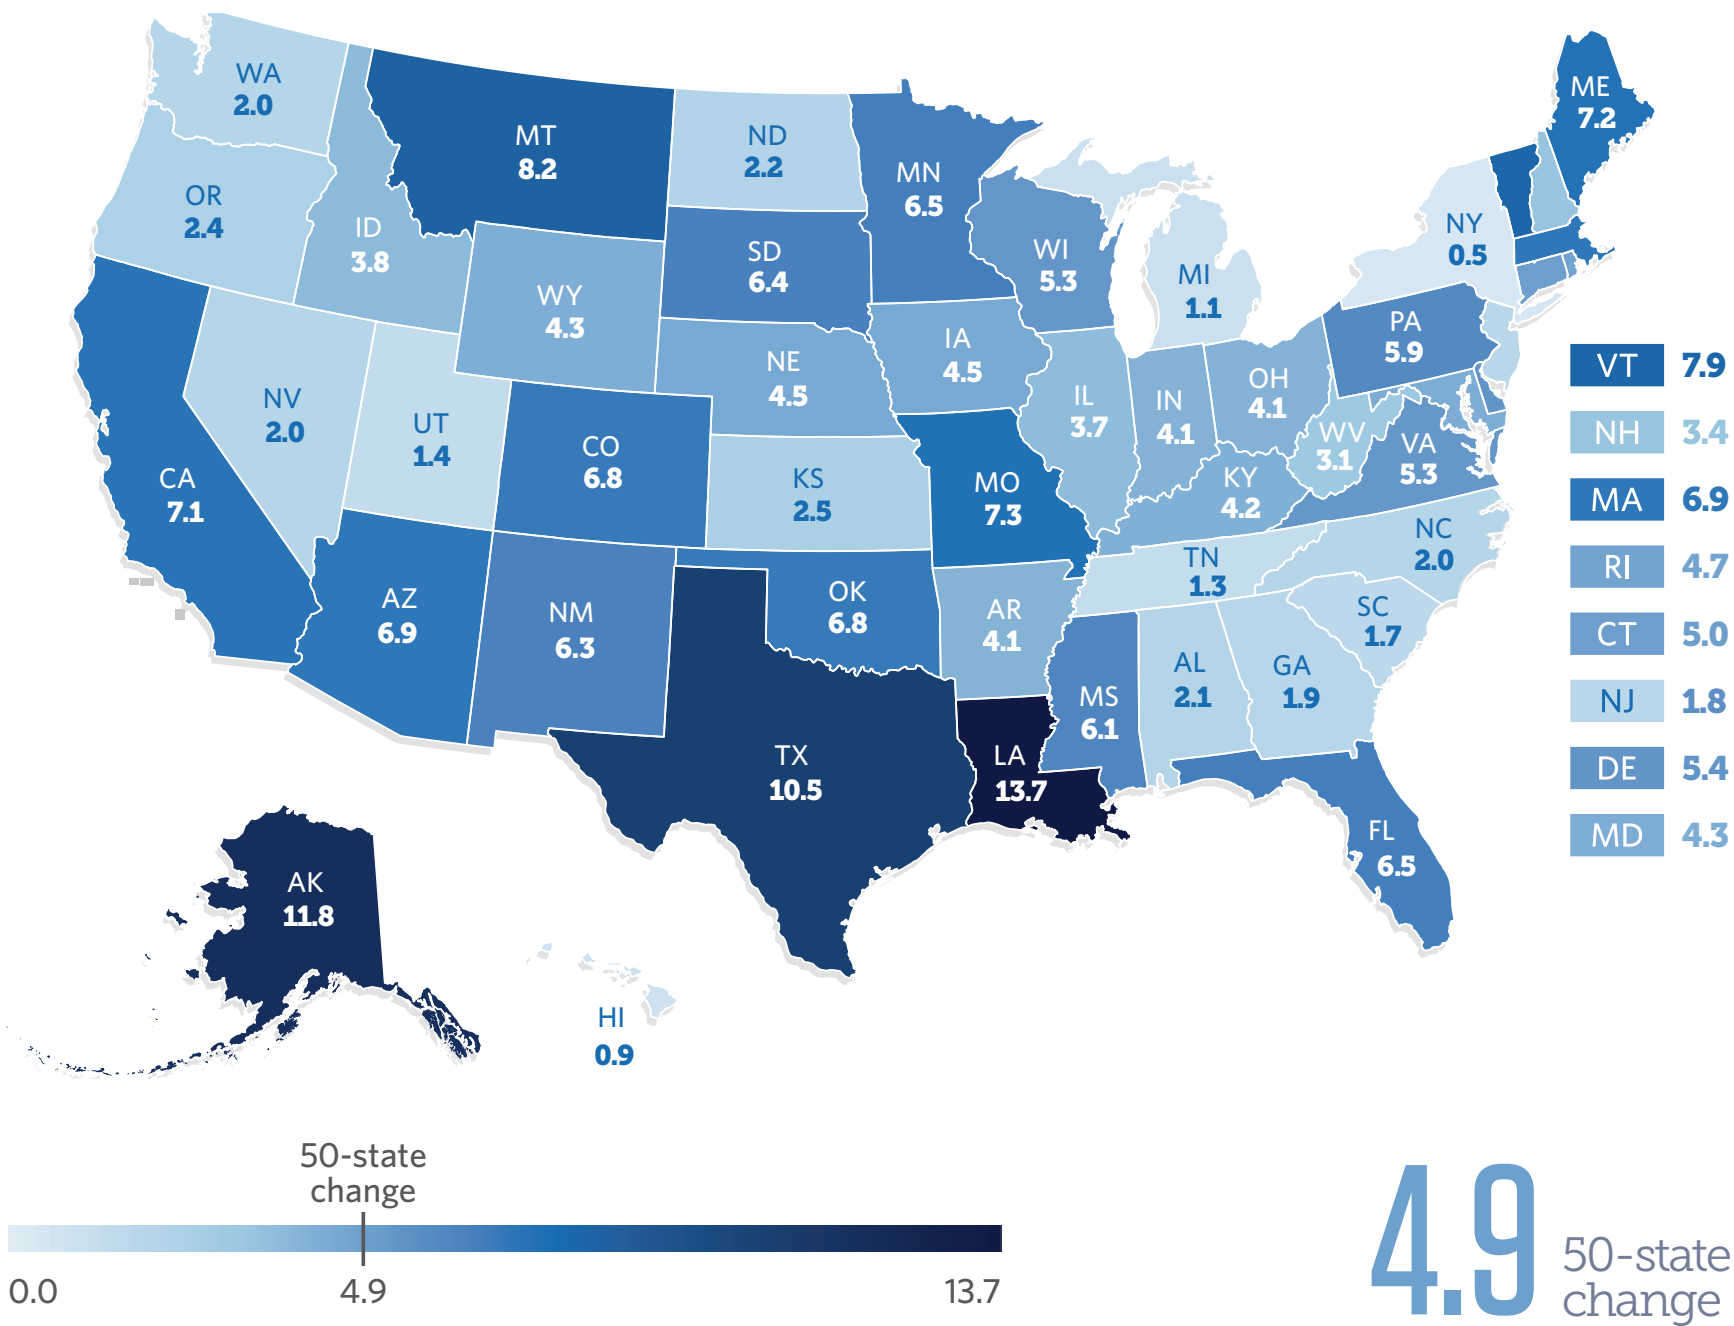 WA
2.0
OR
2.4
ID
3.8
MT
8.2
ND
2.2
MN
6.5
SD
6.4
WI
5.3
MI
1.1
NY
0.5
ME
7.2
WY
4.3
NE
4.5
IA
4.5
PA
5.9
NV
2.0
UT
1.4
CO
6.8
KS
2.5
MO
7.3
IL
3.7
IN
4.1
OH
4.1
WV
3.1
VA
5.3
KY
4.2
CA
7.1
AZ
6.9
NM
6.3
OK
6.8
AR
4.1
TN
1.3
NC
2.0
SC
1.7
TX
10.5
LA
13.7
MS
6.1
AL
2.1
GA
1.9
FL
6.5
AK
11.8
HI
0.9
VT 7.9
NH 3.4
MA 6.9
RI 4.7
CT 5.0
NJ 1.8
DE 5.4
MD 4.3
50-state
change
0.0 4.9 13.7
4.9
50-state
change